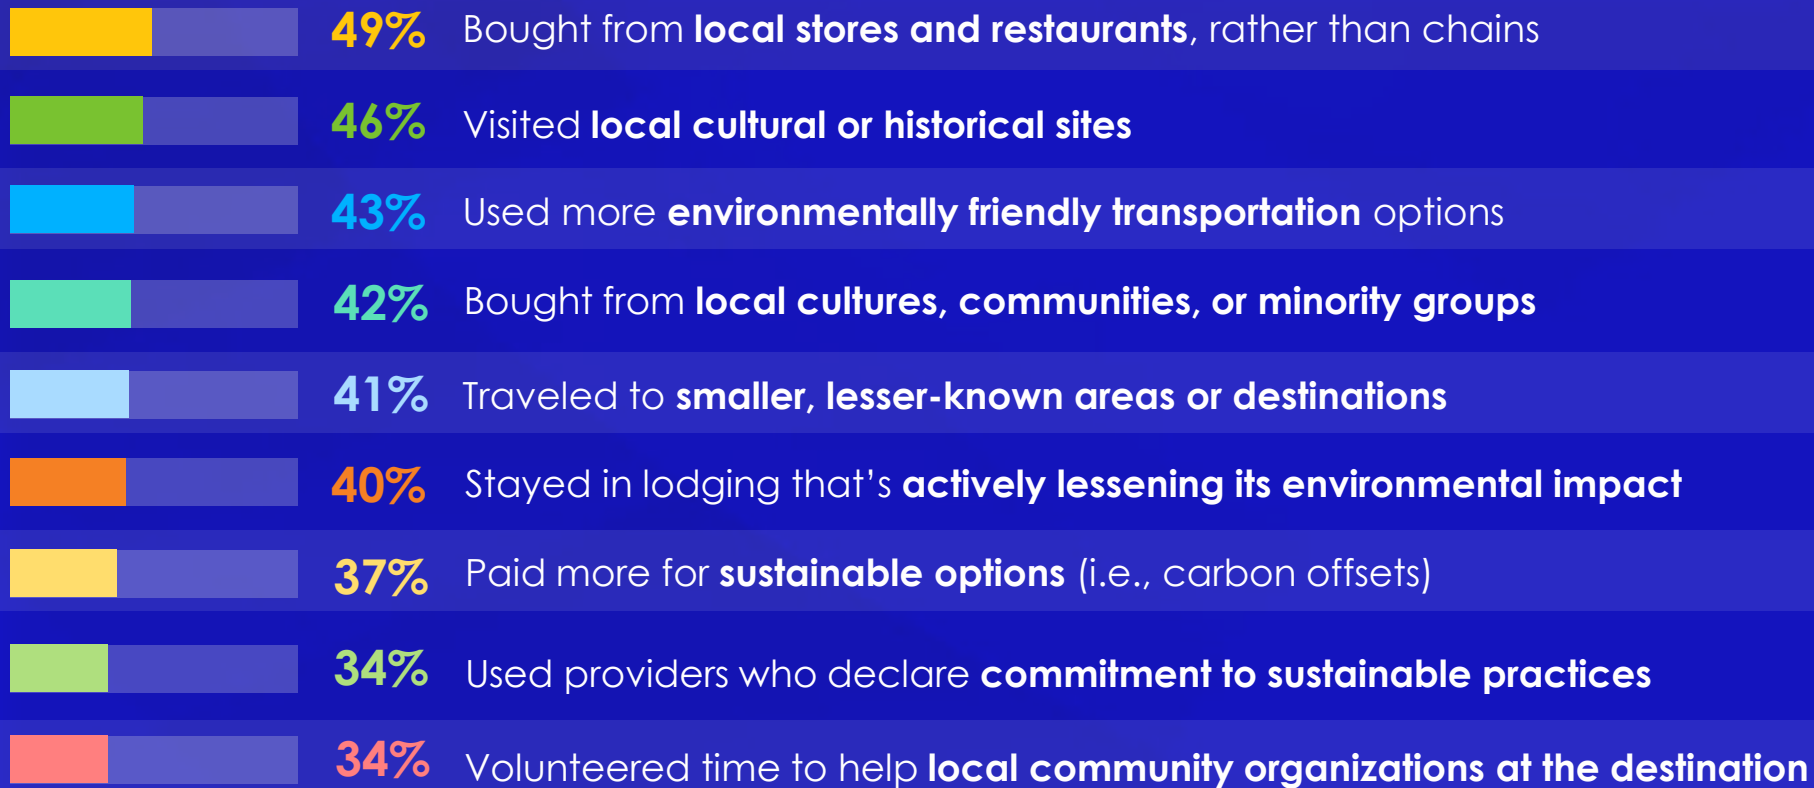 49% Bought from local stores and restaurants, rather than chains
46% Visited local cultural or historical sites
43% Used more environmentally friendly transportation options
42% Bought from local cultures, communities, or minority groups
41% Traveled to smaller, lesser-known areas or destinations
40% Stayed in lodging that’s actively lessening its environmental impact
37% Paid more for sustainable options (i.e., carbon offsets)
34% Used providers who declare commitment to sustainable practices
34% Volunteered time to help local community organizations at the destination